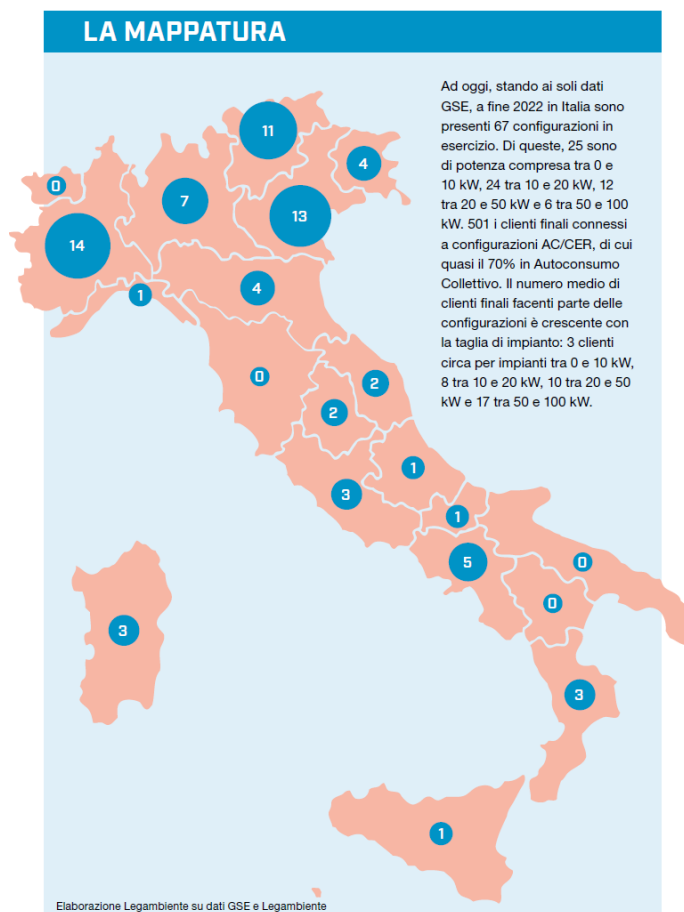 LA MAPPATURA
Ad oggi, stando ai soli dati
GSE, a fine 2022 in Italia sono
presenti 67 configurazioni in
esercizio. Di queste, 25 sono
di potenza compresa tra 0 e
10 kW, 24 tra 10 e 20 kW, 12
tra 20 e 50 kW e 6 tra 50 e 100
kW. 501 i clienti finali connessi
a configurazioni AC/CER, di cui
quasi il 70% in Autoconsumo
Collettivo. Il numero medio di
clienti finali facenti parte delle
configurazioni è crescente con
la taglia di impianto: 3 clienti
circa per impianti tra 0 e 10 kW,
8 tra 10 e 20 kW, 10 tra 20 e 50
kW e 17 tra 50 e 100 kW.
11
4
0
7
13
14
4
1
0
2
2
1
3
1
5
0
0
3
3
1
Elaborazione Legambiente su dati GSE e Legambiente